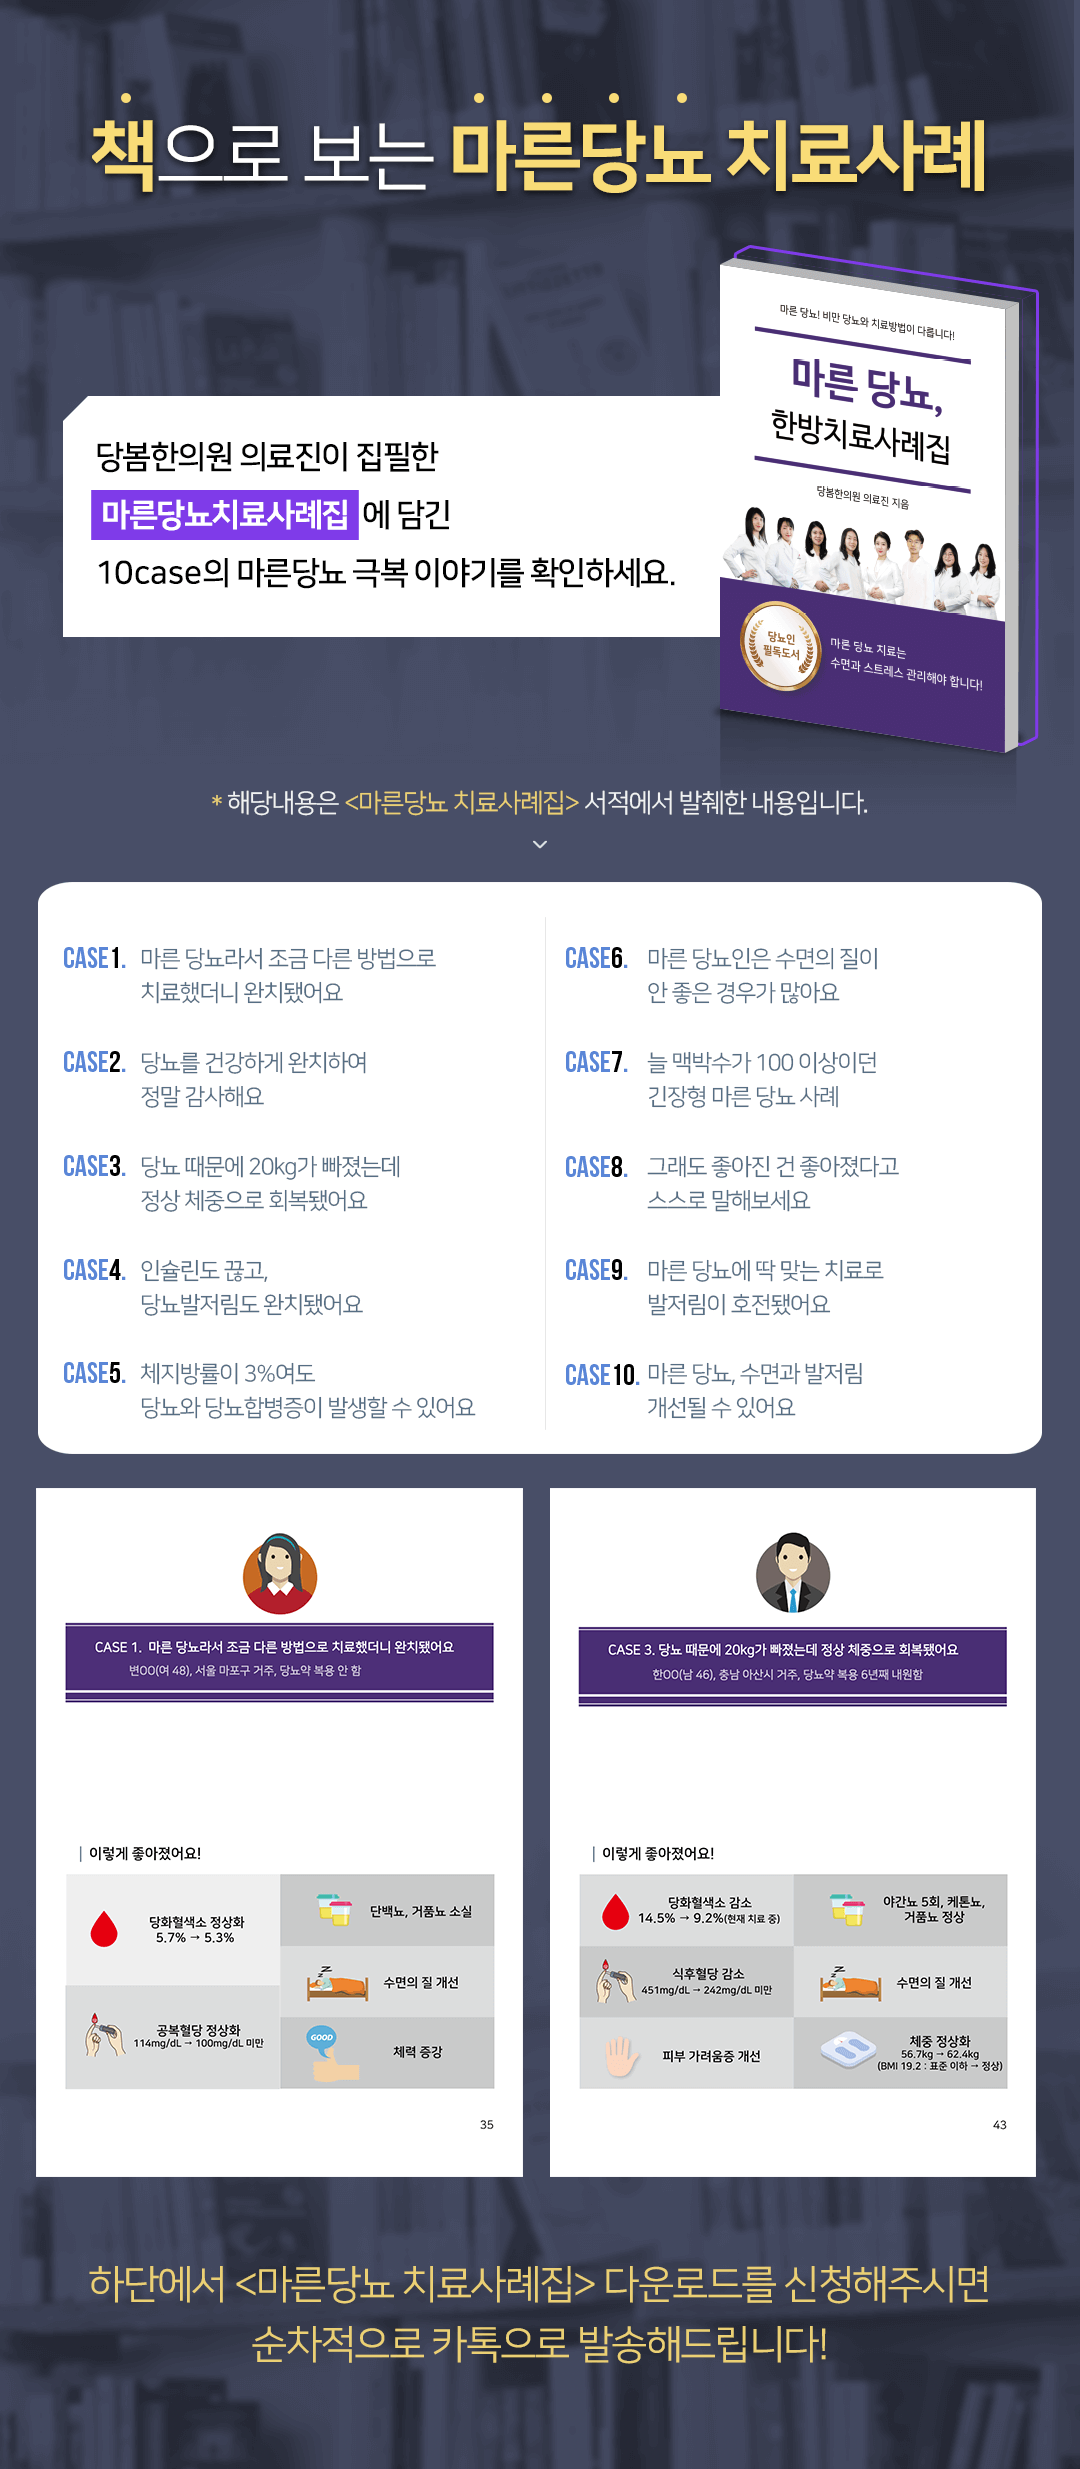 책으로 보는 마른당뇨 치료사례
마른 당뇨! 비만 당뇨와 치료방법이 다릅니다!
마른 당뇨,
한방치료사례집
당봄한의원 의료진 지음
당뇨인
필독도서
마른 당뇨 치료는
수면과 스트레스 관리해야 합니다!
당봄한의원 의료진이 집필한
마른당뇨치료사례집에 담긴
10case의 마른당뇨 극복 이야기를 확인하세요.
* 해당내용은 <마른당뇨 치료사례집> 서적에서 발췌한 내용입니다.
CASE1. 마른 당뇨라서 조금 다른 방법으로
치료했더니 완치됐어요
CASE2. 당뇨를 건강하게 완치하여
정말 감사해요
CASE3. 당뇨 때문에 20kg가 빠졌는데
정상 체중으로 회복됐어요
CASE4. 인슐린도 끊고,
당뇨발저림도 완치됐어요
CASE5. 체지방률이 3%여도
당뇨와 당뇨합병증이 발생할 수 있어요
CASE6. 마른 당뇨인은 수면의 질이
안 좋은 경우가 많아요
CASE7. 늘 맥박수가 100 이상이던
긴장형 마른 당뇨 사례
CASE8. 그래도 좋아진 건 좋아졌다고
스스로 말해보세요
CASE9. 마른 당뇨에 딱 맞는 치료로
발저림이 호전됐어요
CASE10. 마른 당뇨, 수면과 발저림
개선될 수 있어요
CASE 1. 마른 당뇨라서 조금 다른 방법으로 치료했더니 완치됐어요
변OO(여 48), 서울 마포구 거주, 당뇨약 복용 안 함
이렇게 좋아졌어요!
당화혈색소 정상화
5.7% → 5.3%
공복혈당 정상화
114mg/dL → 100mg/dL 미만
단백뇨, 거품뇨 소실
수면의 질 개선
GOOD
체력 증강
35
CASE 3. 당뇨 때문에 20kg가 빠졌는데 정상 체중으로 회복됐어요
한OO(남 46), 충남 아산시 거주, 당뇨약 복용 6년째 내원함
이렇게 좋아졌어요!
당화혈색소 감소
14.5% → 9.2%(현재 치료 중)
식후혈당 감소
451mg/dL → 242mg/dL 미만
피부 가려움증 개선
야간뇨 5회, 케톤뇨,
거품뇨 정상
수면의 질 개선
체중 정상화
56.7kg → 62.4kg
(BMI 19.2 : 표준 이하 → 정상)
43
하단에서 <마른당뇨 치료사례집> 다운로드를 신청해주시면
순차적으로 카톡으로 발송해드립니다!